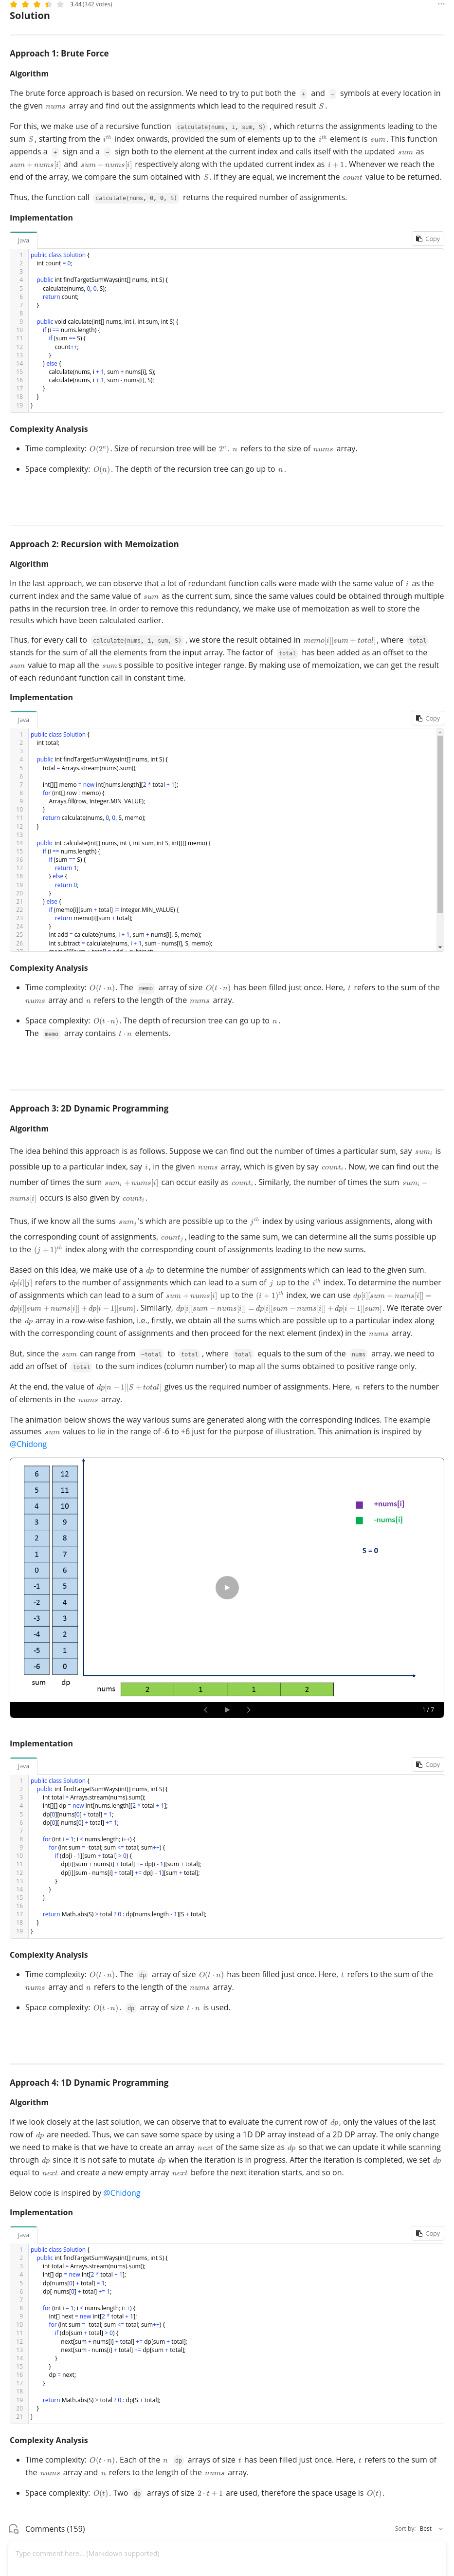 3.44 (342 votes)
Solution
Approach 1: Brute Force
Algorithm
The brute force approach is based on recursion. We need to try to put both the + and - symbols at every location in
the given nums array and find out the assignments which lead to the required result S.
For this, we make use of a recursive function calculate(nums, i, sum, S) , which returns the assignments leading to the
sum S, starting from the i^th index onwards, provided the sum of elements up to the i^th element is sum. This function
appends a + sign and a - sign both to the element at the current index and calls itself with the updated sum as
sum + nums[i] and sum − nums[i] respectively along with the updated current index as i + 1. Whenever we reach the
end of the array, we compare the sum obtained with S. If they are equal, we increment the count value to be returned.
Thus, the function call calculate(nums, 0, 0, S) returns the required number of assignments.
Implementation
Java
Copy
1 public class Solution {
2 int count = 0;
3
4 public int findTargetSumWays(int[] nums, int S) {
5 calculate(nums, 0, 0, S);
6 return count;
7 }
8
9 public void calculate(int[] nums, int i, int sum, int S) {
10 if (i == nums.length) {
11 if (sum == S) {
12 count++;
13 }
14 } else {
15 calculate(nums, i + 1, sum + nums[i], S);
16 calculate(nums, i + 1, sum - nums[i], S);
17 }
18 }
19 }
Complexity Analysis
• Time complexity: O(2^n). Size of recursion tree will be 2^n. n refers to the size of nums array.
• Space complexity: O(n). The depth of the recursion tree can go up to n.
Approach 2: Recursion with Memoization
Algorithm
In the last approach, we can observe that a lot of redundant function calls were made with the same value of i as the
current index and the same value of sum as the current sum, since the same values could be obtained through multiple
paths in the recursion tree. In order to remove this redundancy, we make use of memoization as well to store the
results which have been calculated earlier.
Thus, for every call to calculate(nums, i, sum, S) , we store the result obtained in memo[i][sum + total], where total
stands for the sum of all the elements from the input array. The factor of total has been added as an offset to the
sum value to map all the sums possible to positive integer range. By making use of memoization, we can get the result
of each redundant function call in constant time.
Implementation
Java
Copy
1 public class Solution {
2 int total;
3
4 public int findTargetSumWays(int[] nums, int S) {
5 total = Arrays.stream(nums).sum();
6
7 int[][] memo = new int[nums.length][2 * total + 1];
8 for (int[] row : memo) {
9 Arrays.fill(row, Integer.MIN_VALUE);
10 }
11 return calculate(nums, 0, 0, S, memo);
12 }
13
14 public int calculate(int[] nums, int i, int sum, int S, int[][] memo) {
15 if (i == nums.length) {
16 if (sum == S) {
17 return 1;
18 } else {
19 return 0;
20 }
21 } else {
22 if (memo[i][sum + total] != Integer.MIN_VALUE) {
23 return memo[i][sum + total];
24 }
25 int add = calculate(nums, i + 1, sum + nums[i], S, memo);
26 int subtract = calculate(nums, i + 1, sum - nums[i], S, memo);
Complexity Analysis
• Time complexity: O(t · n). The memo array of size O(t · n) has been filled just once. Here, t refers to the sum of the
nums array and n refers to the length of the nums array.
• Space complexity: O(t · n). The depth of recursion tree can go up to n.
The memo array contains t · n elements.
Approach 3: 2D Dynamic Programming
Algorithm
The idea behind this approach is as follows. Suppose we can find out the number of times a particular sum, say sum_i is
possible up to a particular index, say i, in the given nums array, which is given by say count_i. Now, we can find out the
number of times the sum sum_i + nums[i] can occur easily as count_i. Similarly, the number of times the sum sum_i −
nums[i] occurs is also given by count_i.
Thus, if we know all the sums sum_j's which are possible up to the j^th index by using various assignments, along with
the corresponding count of assignments, count_j, leading to the same sum, we can determine all the sums possible up
to the (j + 1)^th index along with the corresponding count of assignments leading to the new sums.
Based on this idea, we make use of a dp to determine the number of assignments which can lead to the given sum.
dp[i][j] refers to the number of assignments which can lead to a sum of j up to the i^th index. To determine the number
of assignments which can lead to a sum of sum + nums[i] up to the (i + 1)^th index, we can use dp[i][sum + nums[i]] =
dp[i][sum + nums[i]] + dp[i − 1][sum]. Similarly, dp[i][sum − nums[i]] = dp[i][sum − nums[i]] + dp[i − 1][sum]. We iterate over
the dp array in a row-wise fashion, i.e., firstly, we obtain all the sums which are possible up to a particular index along
with the corresponding count of assignments and then proceed to the next element (index) in the nums array.
But, since the sum can range from -total to total , where total equals to the sum of the nums array, we need to
add an offset of total to the sum indices (column number) to map all the sums obtained to positive range only.
At the end, the value of dp[n − 1][S + total] gives us the required number of assignments. Here, n refers to the number
of elements in the nums array.
The animation below shows the way various sums are generated along with the corresponding indices. The example
assumes sum values to lie in the range of -6 to +6 just for the purpose of illustration. This animation is inspired by
@Chidong
6 12
5 11
4 10
3 9
2 8
1 7
0 6
-1 5
-2 4
-3 3
-4 2
-5 1
-6 0
sum dp
+nums[i]
-nums[i]
S = 0
nums 2 1 1 2
1 / 7
Implementation
Java
Copy
1 public class Solution {
2 public int findTargetSumWays(int[] nums, int S) {
3 int total = Arrays.stream(nums).sum();
4 int[][] dp = new int[nums.length][2 * total + 1];
5 dp[0][nums[0] + total] = 1;
6 dp[0][-nums[0] + total] += 1;
7
8 for (int i = 1; i < nums.length; i++) {
9 for (int sum = -total; sum <= total; sum++) {
10 if (dp[i - 1][sum + total] > 0) {
11 dp[i][sum + nums[i] + total] += dp[i - 1][sum + total];
12 dp[i][sum - nums[i] + total] += dp[i - 1][sum + total];
13 }
14 }
15 }
16
17 return Math.abs(S) > total ? 0 : dp[nums.length - 1][S + total];
18 }
19 }
Complexity Analysis
• Time complexity: O(t · n). The dp array of size O(t · n) has been filled just once. Here, t refers to the sum of the
nums array and n refers to the length of the nums array.
• Space complexity: O(t · n). dp array of size t · n is used.
Approach 4: 1D Dynamic Programming
Algorithm
If we look closely at the last solution, we can observe that to evaluate the current row of dp, only the values of the last
row of dp are needed. Thus, we can save some space by using a 1D DP array instead of a 2D DP array. The only change
we need to make is that we have to create an array next of the same size as dp so that we can update it while scanning
through dp since it is not safe to mutate dp when the iteration is in progress. After the iteration is completed, we set dp
equal to next and create a new empty array next before the next iteration starts, and so on.
Below code is inspired by @Chidong
Implementation
Java
Copy
1 public class Solution {
2 public int findTargetSumWays(int[] nums, int S) {
3 int total = Arrays.stream(nums).sum();
4 int[] dp = new int[2 * total + 1];
5 dp[nums[0] + total] = 1;
6 dp[-nums[0] + total] += 1;
7
8 for (int i = 1; i < nums.length; i++) {
9 int[] next = new int[2 * total + 1];
10 for (int sum = -total; sum <= total; sum++) {
11 if (dp[sum + total] > 0) {
12 next[sum + nums[i] + total] += dp[sum + total];
13 next[sum - nums[i] + total] += dp[sum + total];
14 }
15 }
16 dp = next;
17 }
18
19 return Math.abs(S) > total ? 0 : dp[S + total];
20 }
21 }
Complexity Analysis
• Time complexity: O(t · n). Each of the n dp arrays of size t has been filled just once. Here, t refers to the sum of
the nums array and n refers to the length of the nums array.
• Space complexity: O(t). Two dp arrays of size 2 · t + 1 are used, therefore the space usage is O(t).
Comments (159)
Sort by: Best
Type comment here... (Markdown supported)